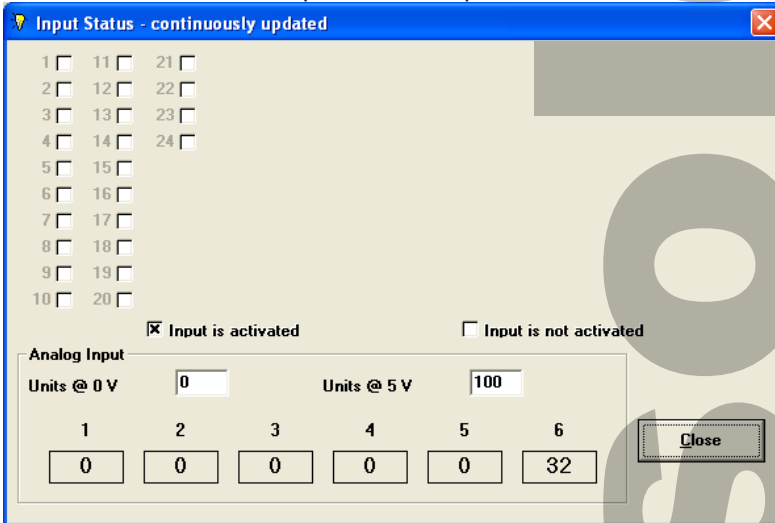 Input Status - continuously updated
1 11 21
2 12 22
3 13 23
4 14 24
5 15
6 16
7 17
8 18
9 19
10 20
Input is activated Input is not activated
Analog Input
Units @ 0 V 0 Units @ 5 V 100
1 2 3 4 5 6
0 0 0 0 0 32
Close